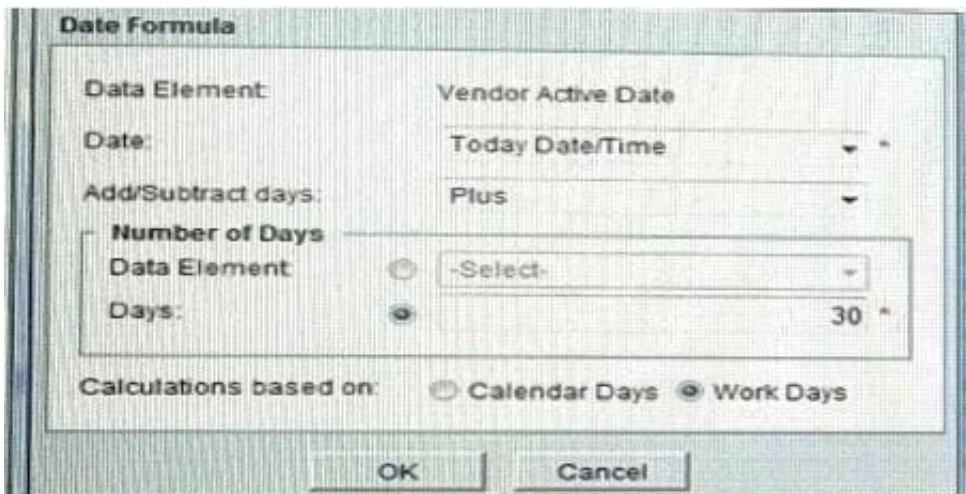 Date Formula
Data Element: Vendor Active Date
Date: Today Date/Time *
Add/Subtract days: Plus
Number of Days
Data Element -Select-
Days: 30 *
Calculations based on: Calendar Days Work Days
OK Cancel